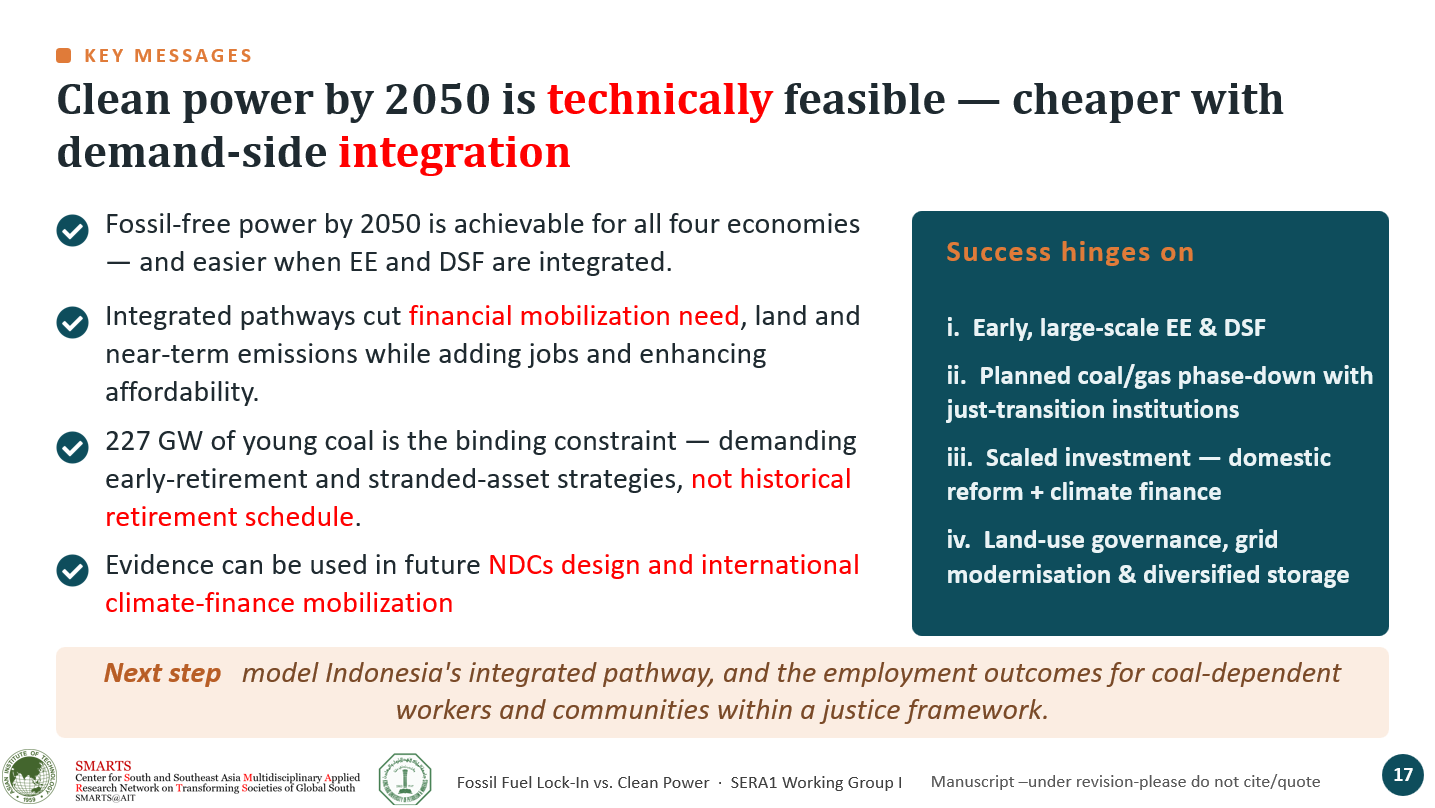 KEY MESSAGES
Clean power by 2050 is technically feasible — cheaper with
demand-side integration
Fossil-free power by 2050 is achievable for all four economies
— and easier when EE and DSF are integrated.
Integrated pathways cut financial mobilization need, land and
near-term emissions while adding jobs and enhancing
affordability.
227 GW of young coal is the binding constraint — demanding
early-retirement and stranded-asset strategies, not historical
retirement schedule.
Evidence can be used in future NDCs design and international
climate-finance mobilization
Success hinges on
i. Early, large-scale EE & DSF
ii. Planned coal/gas phase-down with
just-transition institutions
iii. Scaled investment — domestic
reform + climate finance
iv. Land-use governance, grid
modernisation & diversified storage
Next step model Indonesia's integrated pathway, and the employment outcomes for coal-dependent
workers and communities within a justice framework.
ASIAN INSTITUTE OF TECHNOLOGY
1959
SMARTS
Center for South and Southeast Asia Multidisciplinary Applied
Research Network on Transforming Societies of Global South
SMARTS@AIT
Fossil Fuel Lock-In vs. Clean Power · SERA1 Working Group I
Manuscript –under revision-please do not cite/quote
17